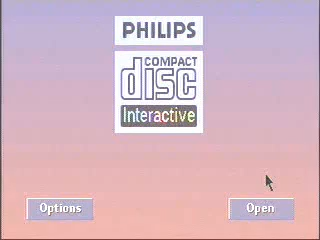 PHILIPS
COMPACT
disc
Interactive
Options
Open